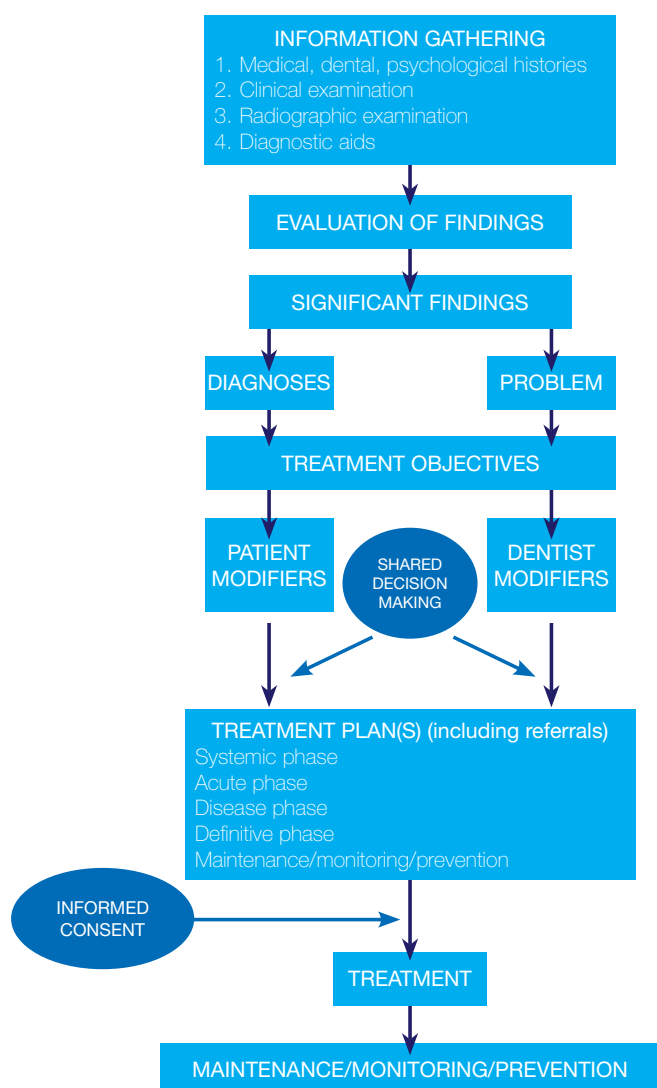 INFORMATION GATHERING
1. Medical, dental, psychological histories
2. Clinical examination
3. Radiographic examination
4. Diagnostic aids
EVALUATION OF FINDINGS
SIGNIFICANT FINDINGS
DIAGNOSES
PROBLEM
TREATMENT OBJECTIVES
PATIENT
MODIFIERS
SHARED
DECISION
MAKING
DENTIST
MODIFIERS
TREATMENT PLAN(S) (including referrals)
Systemic phase
Acute phase
Disease phase
Definitive phase
Maintenance/monitoring/prevention
INFORMED
CONSENT
TREATMENT
MAINTENANCE/MONITORING/PREVENTION